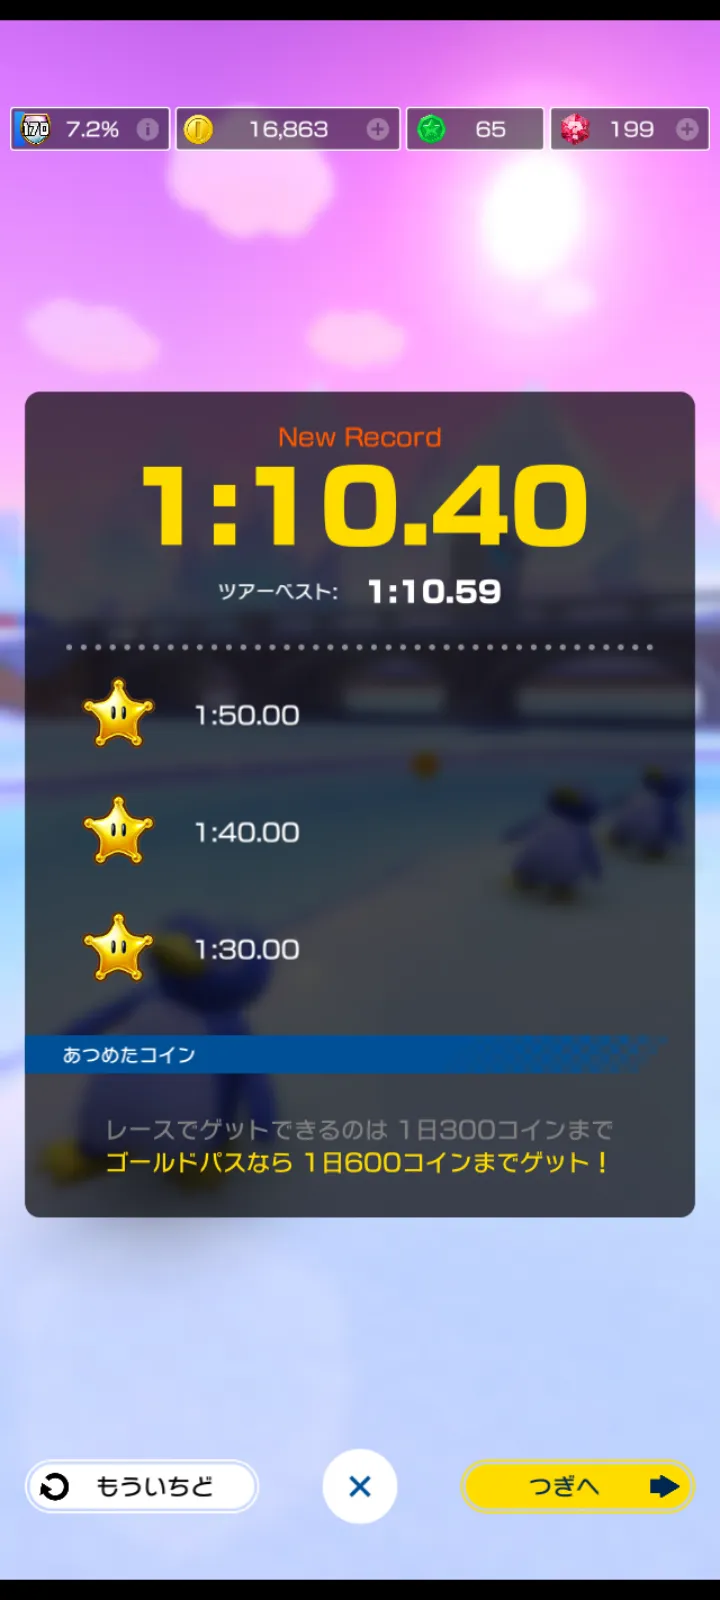 170 7.2% 16,863 65 199
New Record
1:10.40
ツアーベスト: 1:10.59
1:50.00
1:40.00
1:30.00
あつめたコイン
レースでゲットできるのは 1日300コインまで
ゴールドパスなら 1日600コインまでゲット！
もういちど つぎへ